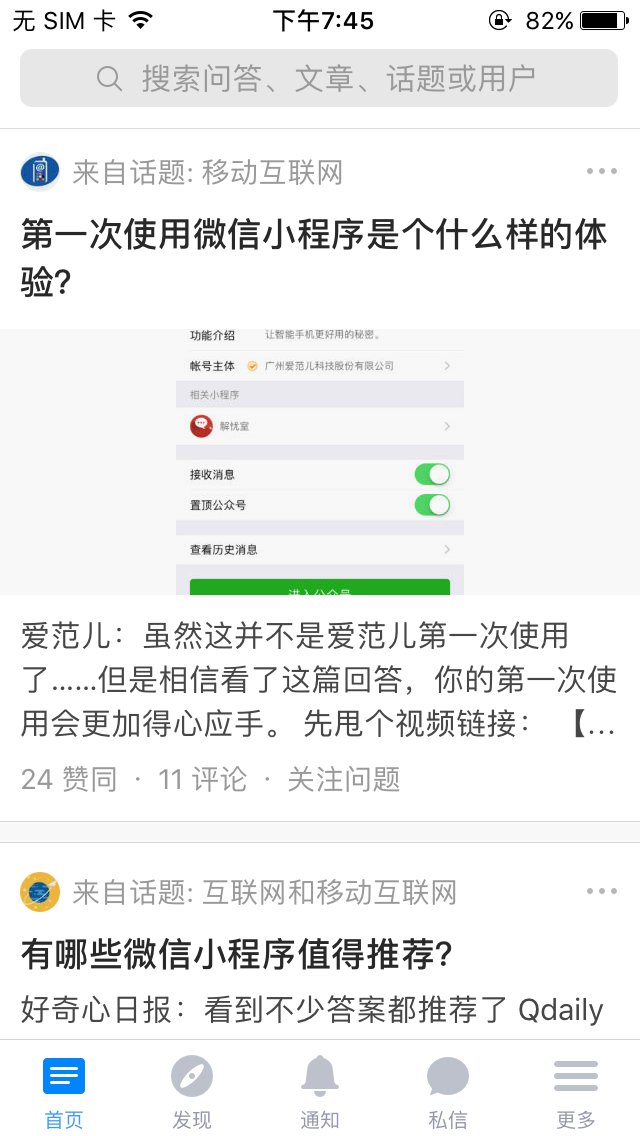 无 SIM 卡 下午7:45 82%
搜索问答、文章、话题或用户
来自话题: 移动互联网
第一次使用微信小程序是个什么样的体
验?
功能介绍 让智能手机更好用的秘密。
帐号主体 广州爱范儿科技股份有限公司
相关小程序
解忧室
接收消息
置顶公众号
查看历史消息
进入公众号
爱范儿：虽然这并不是爱范儿第一次使用
了......但是相信看了这篇回答，你的第一次使
用会更加得心应手。 先甩个视频链接： 【...
24 赞同 · 11 评论 · 关注问题
来自话题: 互联网和移动互联网
有哪些微信小程序值得推荐?
好奇心日报：看到不少答案都推荐了 Qdaily
首页 发现 通知 私信 更多